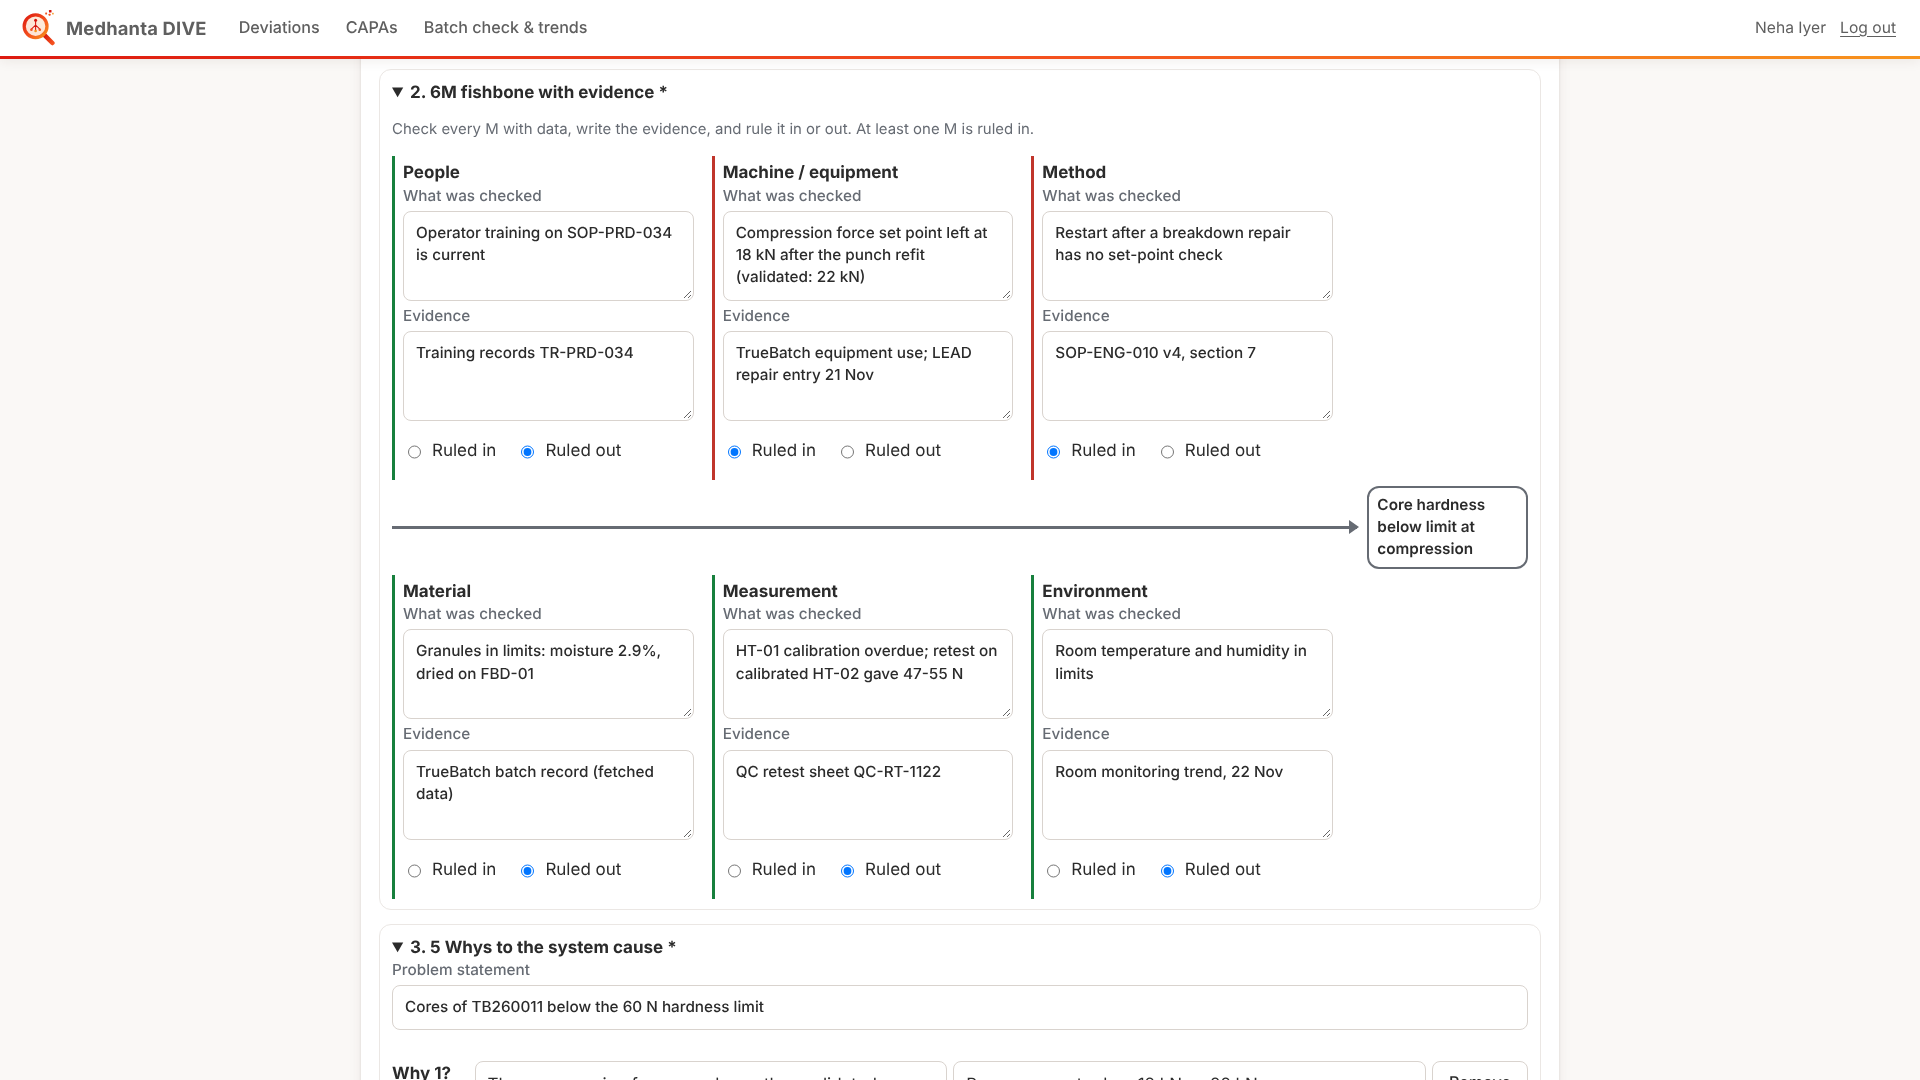 Medhanta DIVE
Deviations
CAPAs
Batch check & trends
Neha Iyer
Log out
▼ 2. 6M fishbone with evidence *
Check every M with data, write the evidence, and rule it in or out. At least one M is ruled in.
People
What was checked
Operator training on SOP-PRD-034
is current
Evidence
Training records TR-PRD-034
Ruled in
Ruled out
Machine / equipment
What was checked
Compression force set point left at
18 kN after the punch refit
(validated: 22 kN)
Evidence
TrueBatch equipment use; LEAD
repair entry 21 Nov
Ruled in
Ruled out
Method
What was checked
Restart after a breakdown repair
has no set-point check
Evidence
SOP-ENG-010 v4, section 7
Ruled in
Ruled out
Core hardness
below limit at
compression
Material
What was checked
Granules in limits: moisture 2.9%,
dried on FBD-01
Evidence
TrueBatch batch record (fetched
data)
Ruled in
Ruled out
Measurement
What was checked
HT-01 calibration overdue; retest on
calibrated HT-02 gave 47-55 N
Evidence
QC retest sheet QC-RT-1122
Ruled in
Ruled out
Environment
What was checked
Room temperature and humidity in
limits
Evidence
Room monitoring trend, 22 Nov
Ruled in
Ruled out
▼ 3. 5 Whys to the system cause *
Problem statement
Cores of TB260011 below the 60 N hardness limit
Why 1?
Remove